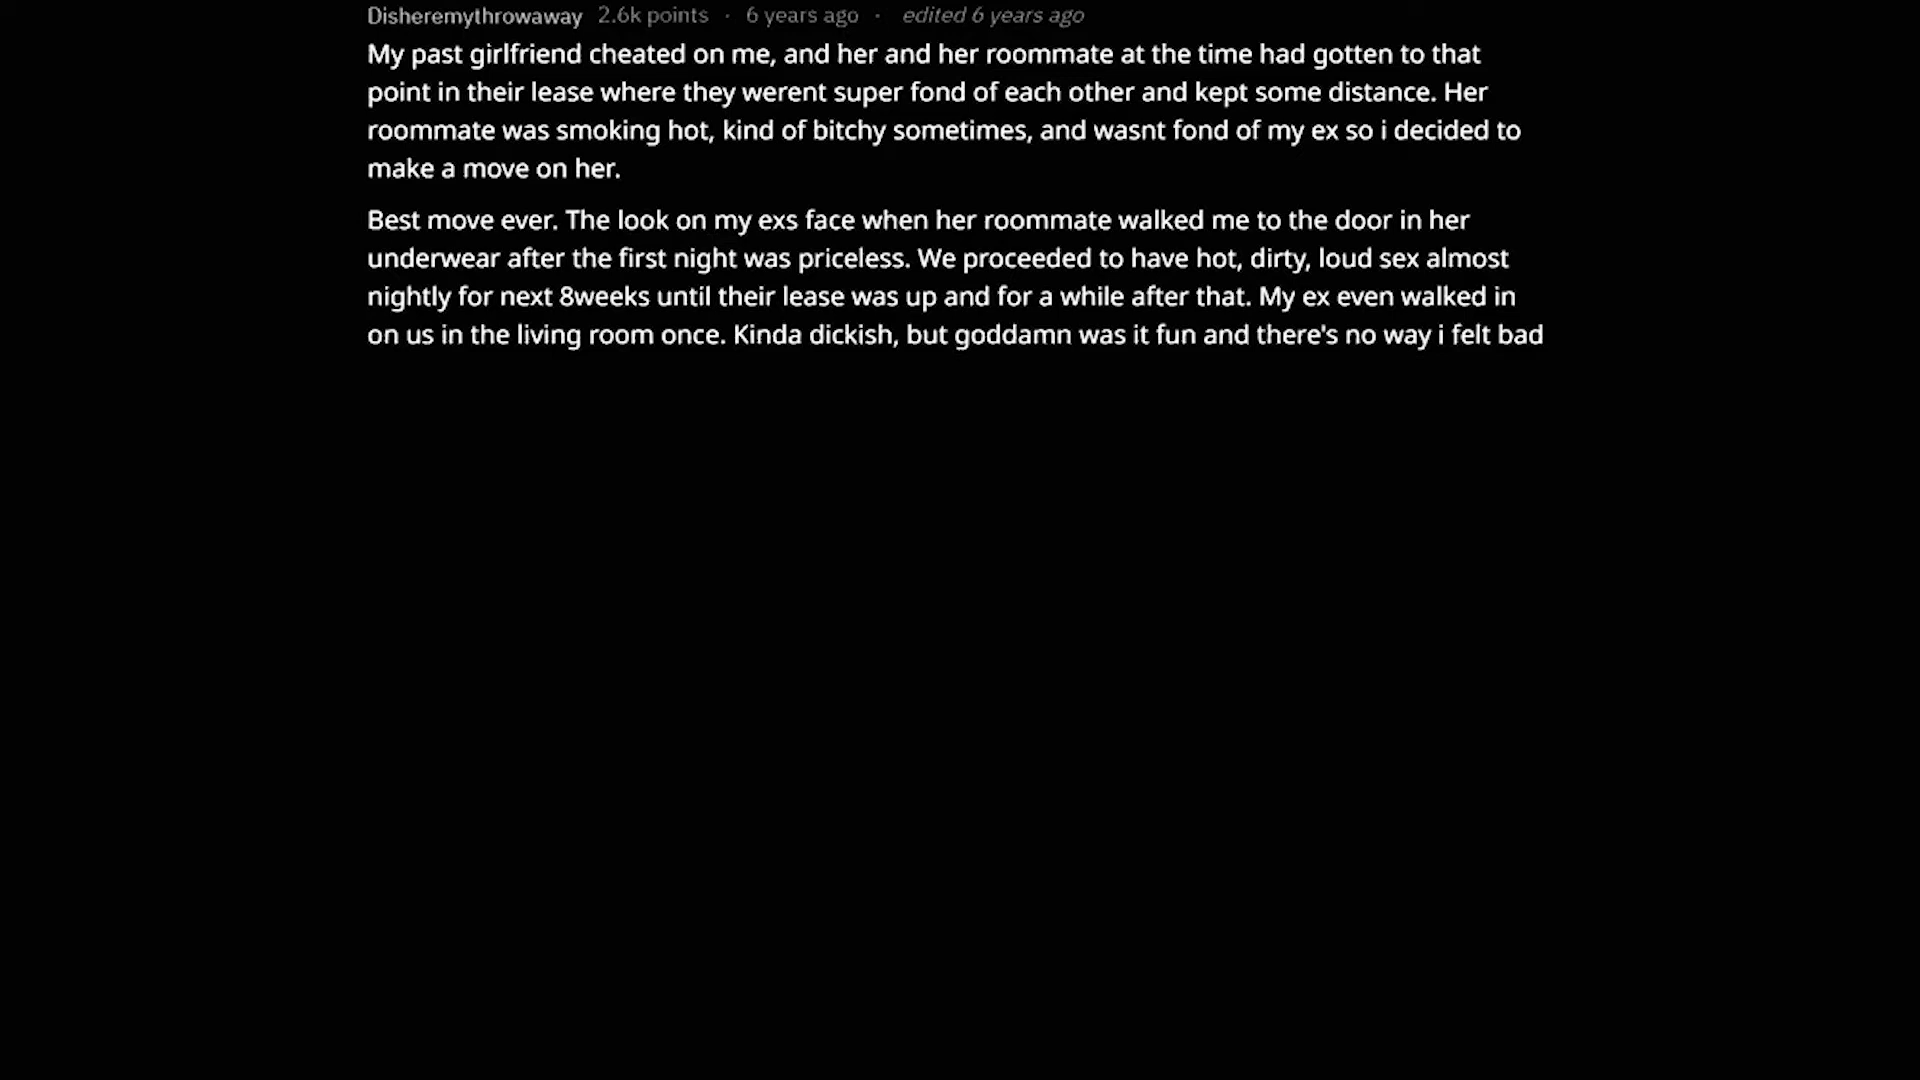 Disheremythrowaway 2.6k points · 6 years ago · edited 6 years ago
My past girlfriend cheated on me, and her and her roommate at the time had gotten to that
point in their lease where they werent super fond of each other and kept some distance. Her
roommate was smoking hot, kind of bitchy sometimes, and wasnt fond of my ex so i decided to
make a move on her.
Best move ever. The look on my exs face when her roommate walked me to the door in her
underwear after the first night was priceless. We proceeded to have hot, dirty, loud sex almost
nightly for next 8weeks until their lease was up and for a while after that. My ex even walked in
on us in the living room once. Kinda dickish, but goddamn was it fun and there's no way i felt bad